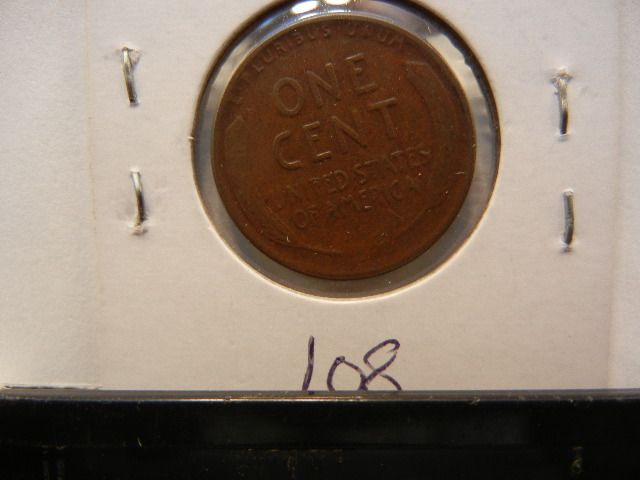 E PLURIBUS UNUM
ONE
CENT
UNITED STATES
OF AMERICA
108